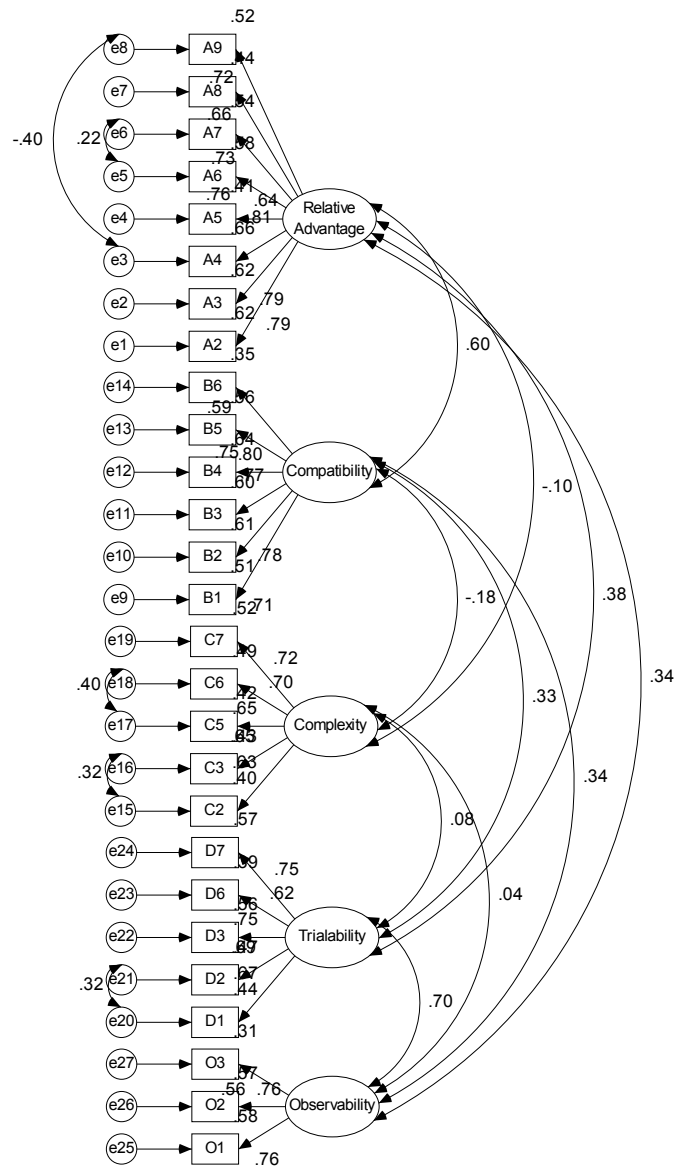 .52
e8
A9
.72
e7
A8
.66
-.40
.22
e6
A7
.73
e5
A6
.76
.64
Relative
Advantage
e4
A5
.81
.66
e3
A4
.62
e2
A3
.79
.62
.79
.60
e1
A2
.35
e14
B6
.59
e13
B5
.75
.80
Compatibility
e12
B4
.77
.60
-.10
e11
B3
.61
e10
B2
.78
.51
-.18
.38
e9
B1
.52
.71
e19
C7
.72
.49
.34
.40
e18
C6
.70
.42
.33
.65
e17
C5
Complexity
.32
e16
C3
.63
.40
.34
e15
C2
.57
.08
e24
D7
.75
e23
D6
.62
.04
.75
e22
D3
Trialability
.32
e21
D2
.67
.44
.70
e20
D1
.31
e27
O3
.56
.76
e26
O2
Observability
.58
e25
O1
.76